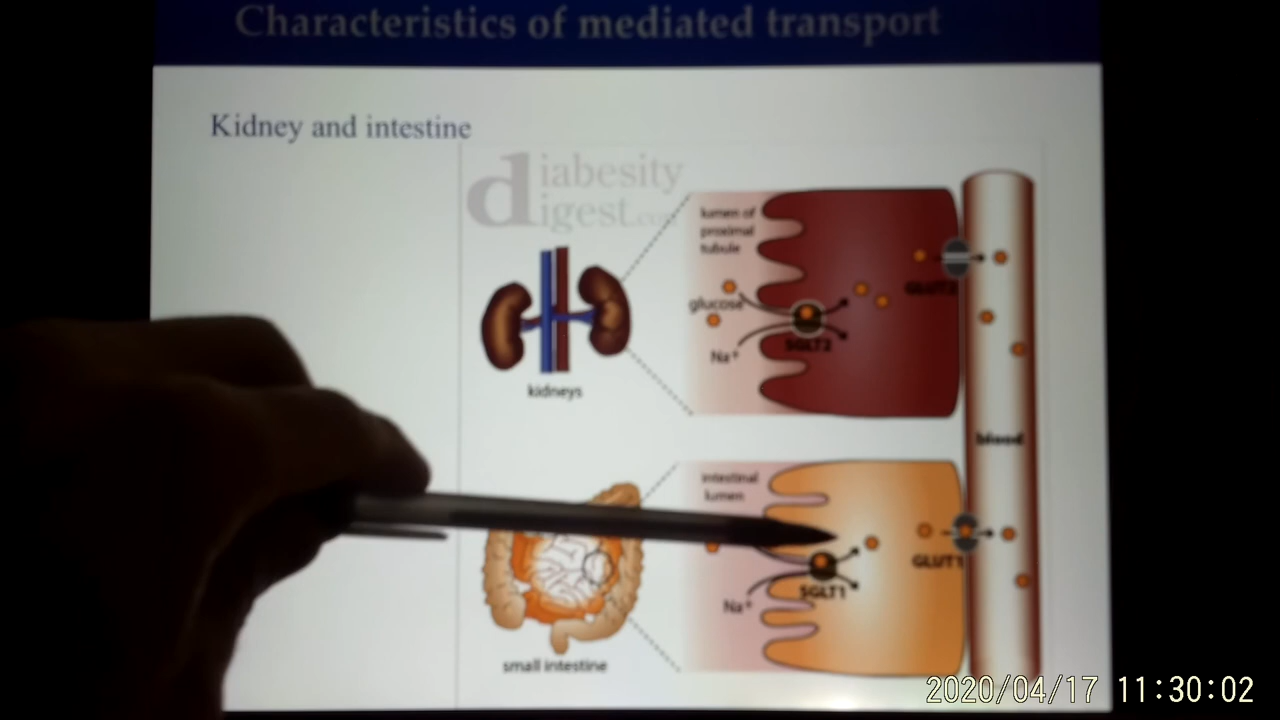 Characteristics of mediated transport
Kidney and intestine
diabesity
digest.com
lumen of
proximal
tubule
glucose
Na⁺
SGLT2
GLUT2
kidneys
blood
intestinal
lumen
Na⁺
SGLT1
GLUT1
small intestine
2020/04/17 11:30:02